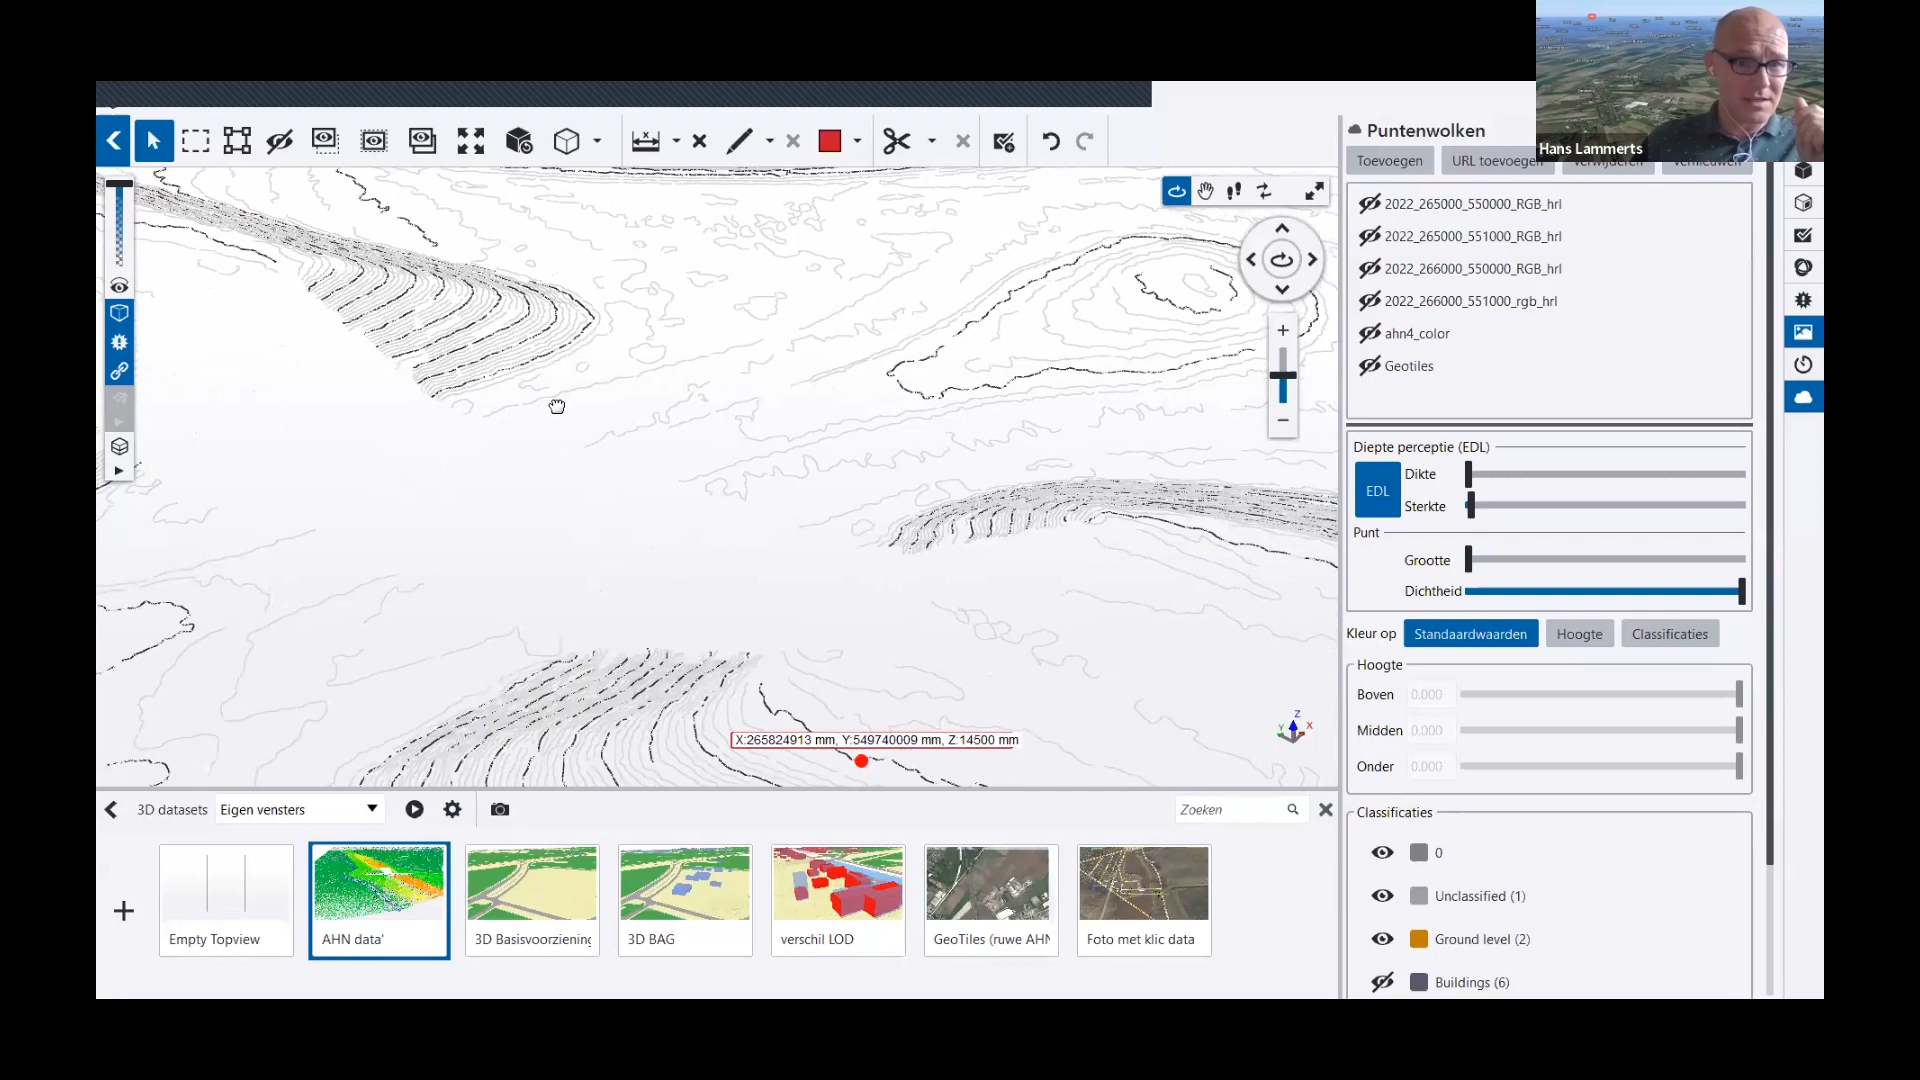 Hans Lammerts
Puntenwolken
Toevoegen
URL toevoegen
Verwijderen
Vernieuwen
2022_265000_550000_RGB_hrl
2022_265000_551000_RGB_hrl
2022_266000_550000_RGB_hrl
2022_266000_551000_rgb_hrl
ahn4_color
Geotiles
Diepte perceptie (EDL)
EDL
Dikte
Sterkte
Punt
Grootte
Dichtheid
Kleur op
Standaardwaarden
Hoogte
Classificaties
Hoogte
Boven 0.000
Midden 0.000
Onder 0.000
Classificaties
0
Unclassified (1)
Ground level (2)
Buildings (6)
Z
Y
X
X:265824913 mm, Y:549740009 mm, Z:14500 mm
3D datasets
Eigen vensters
Zoeken
Empty Topview
AHN data'
3D Basisvoorziening
3D BAG
verschil LOD
GeoTiles (ruwe AHN
Foto met klic data